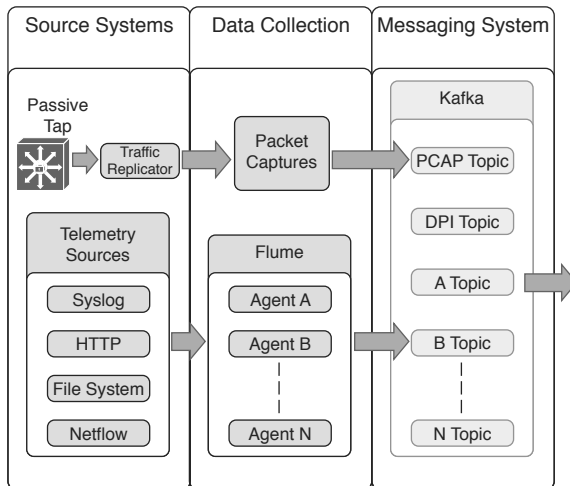 Source Systems
Data Collection
Messaging System
Passive
Tap
Traffic
Replicator
Packet
Captures
Kafka
PCAP Topic
DPI Topic
A Topic
B Topic
N Topic
Telemetry
Sources
Syslog
HTTP
File System
Netflow
Flume
Agent A
Agent B
Agent N